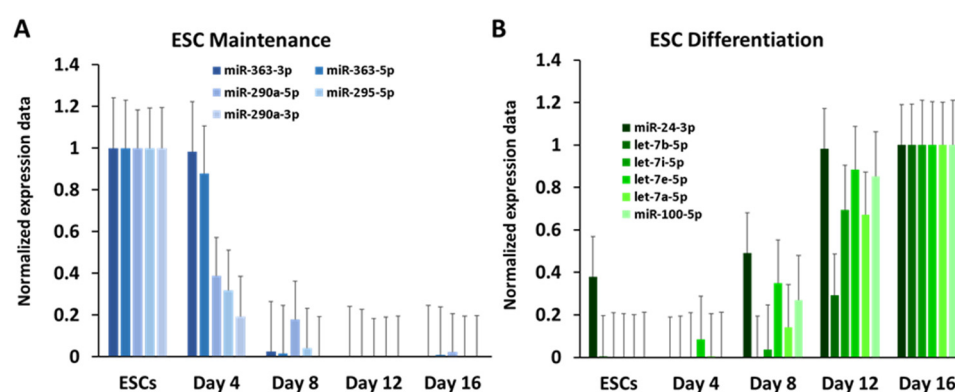 A
ESC Maintenance
Normalized expression data
1.4
1.2
1
0.8
0.6
0.4
0.2
0
miR-363-3p miR-363-5p
miR-290a-5p miR-295-5p
miR-290a-3p
ESCs Day 4 Day 8 Day 12 Day 16
B
ESC Differentiation
Normalized expression data
1.4
1.2
1
0.8
0.6
0.4
0.2
0
miR-24-3p
let-7b-5p
let-7i-5p
let-7e-5p
let-7a-5p
miR-100-5p
ESCs Day 4 Day 8 Day 12 Day 16